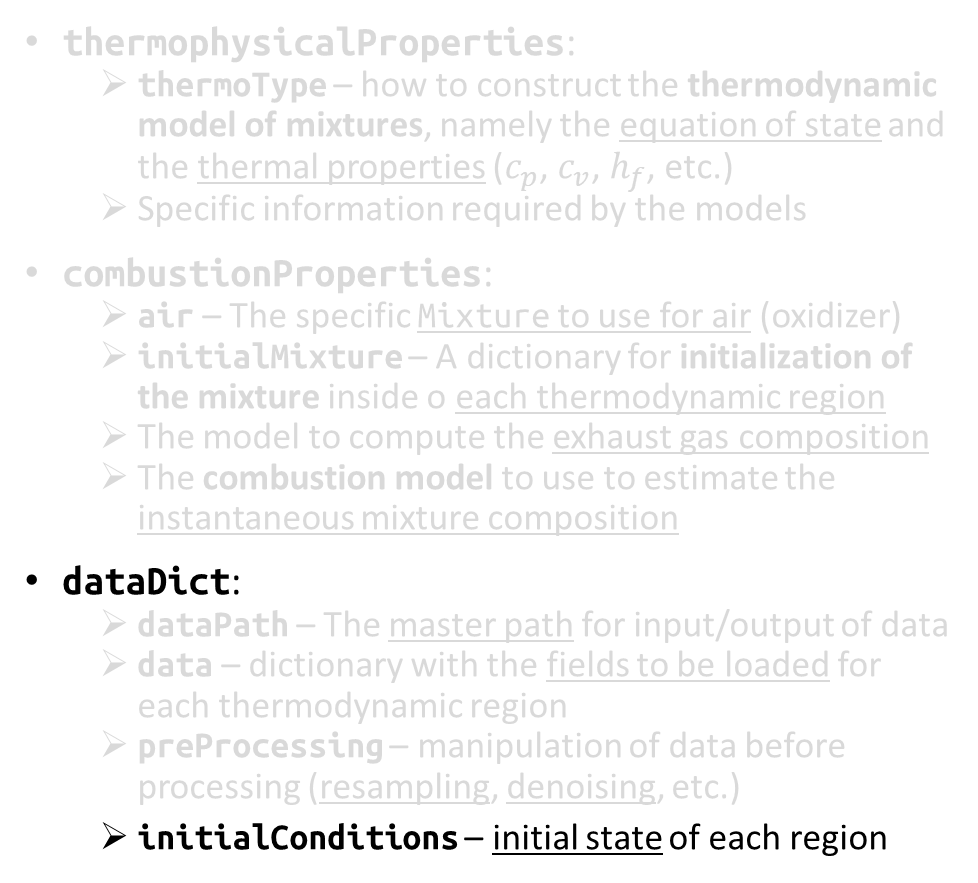 • thermophysicalProperties:
➢ thermoType – how to construct the thermodynamic
model of mixtures, namely the equation of state and
the thermal properties (cₚ, cᵥ, h_f, etc.)
➢ Specific information required by the models
• combustionProperties:
➢ air – The specific Mixture to use for air (oxidizer)
➢ initialMixture – A dictionary for initialization of
the mixture inside o each thermodynamic region
➢ The model to compute the exhaust gas composition
➢ The combustion model to use to estimate the
instantaneous mixture composition
• dataDict:
➢ dataPath – The master path for input/output of data
➢ data – dictionary with the fields to be loaded for
each thermodynamic region
➢ preProcessing – manipulation of data before
processing (resampling, denoising, etc.)
➢ initialConditions – initial state of each region